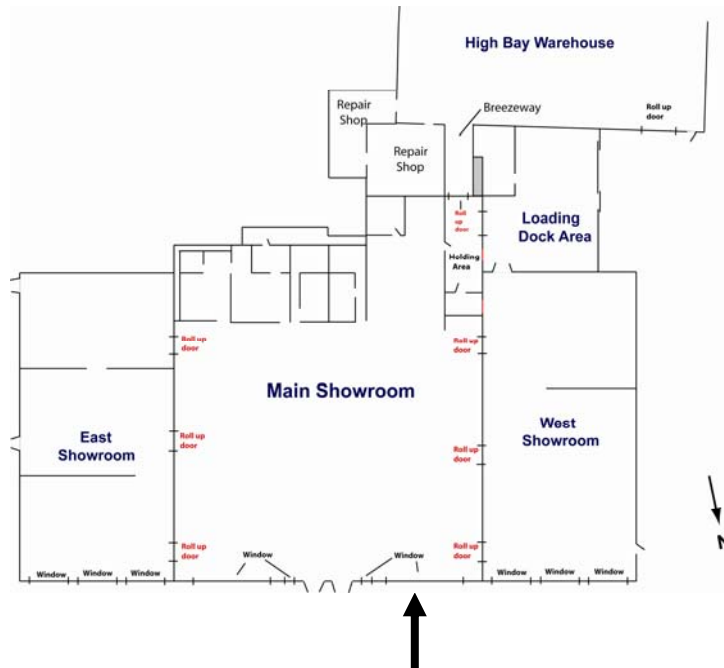 High Bay Warehouse
Repair
Shop
Breezeway
Roll up
door
Repair
Shop
Roll
up
door
Loading
Dock Area
Holding
Area
Roll up
door
Roll up
door
Main Showroom
East
Showroom
Roll up
door
West
Showroom
Roll up
door
Roll up
door
Window
Window
Roll up
door
Window
Window
Window
Window
Window
Window
N